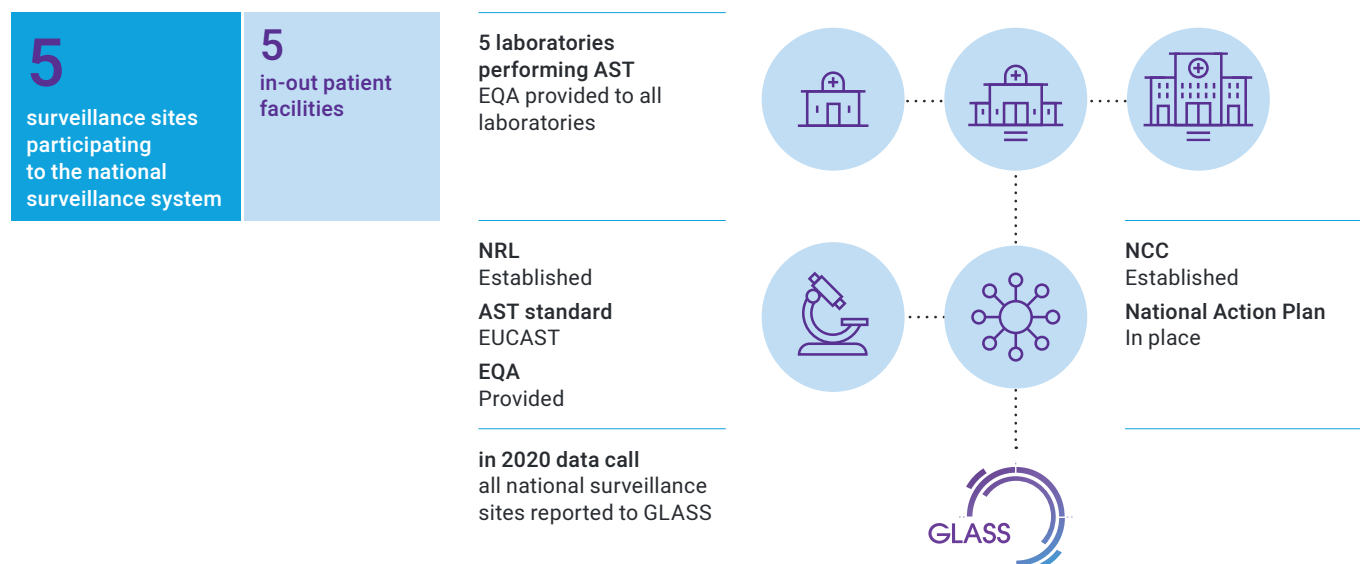 5
surveillance sites
participating
to the national
surveillance system
5
in-out patient
facilities
5 laboratories
performing AST
EQA provided to all
laboratories
NRL
Established
AST standard
EUCAST
EQA
Provided
NCC
Established
National Action Plan
In place
in 2020 data call
all national surveillance
sites reported to GLASS
GLASS